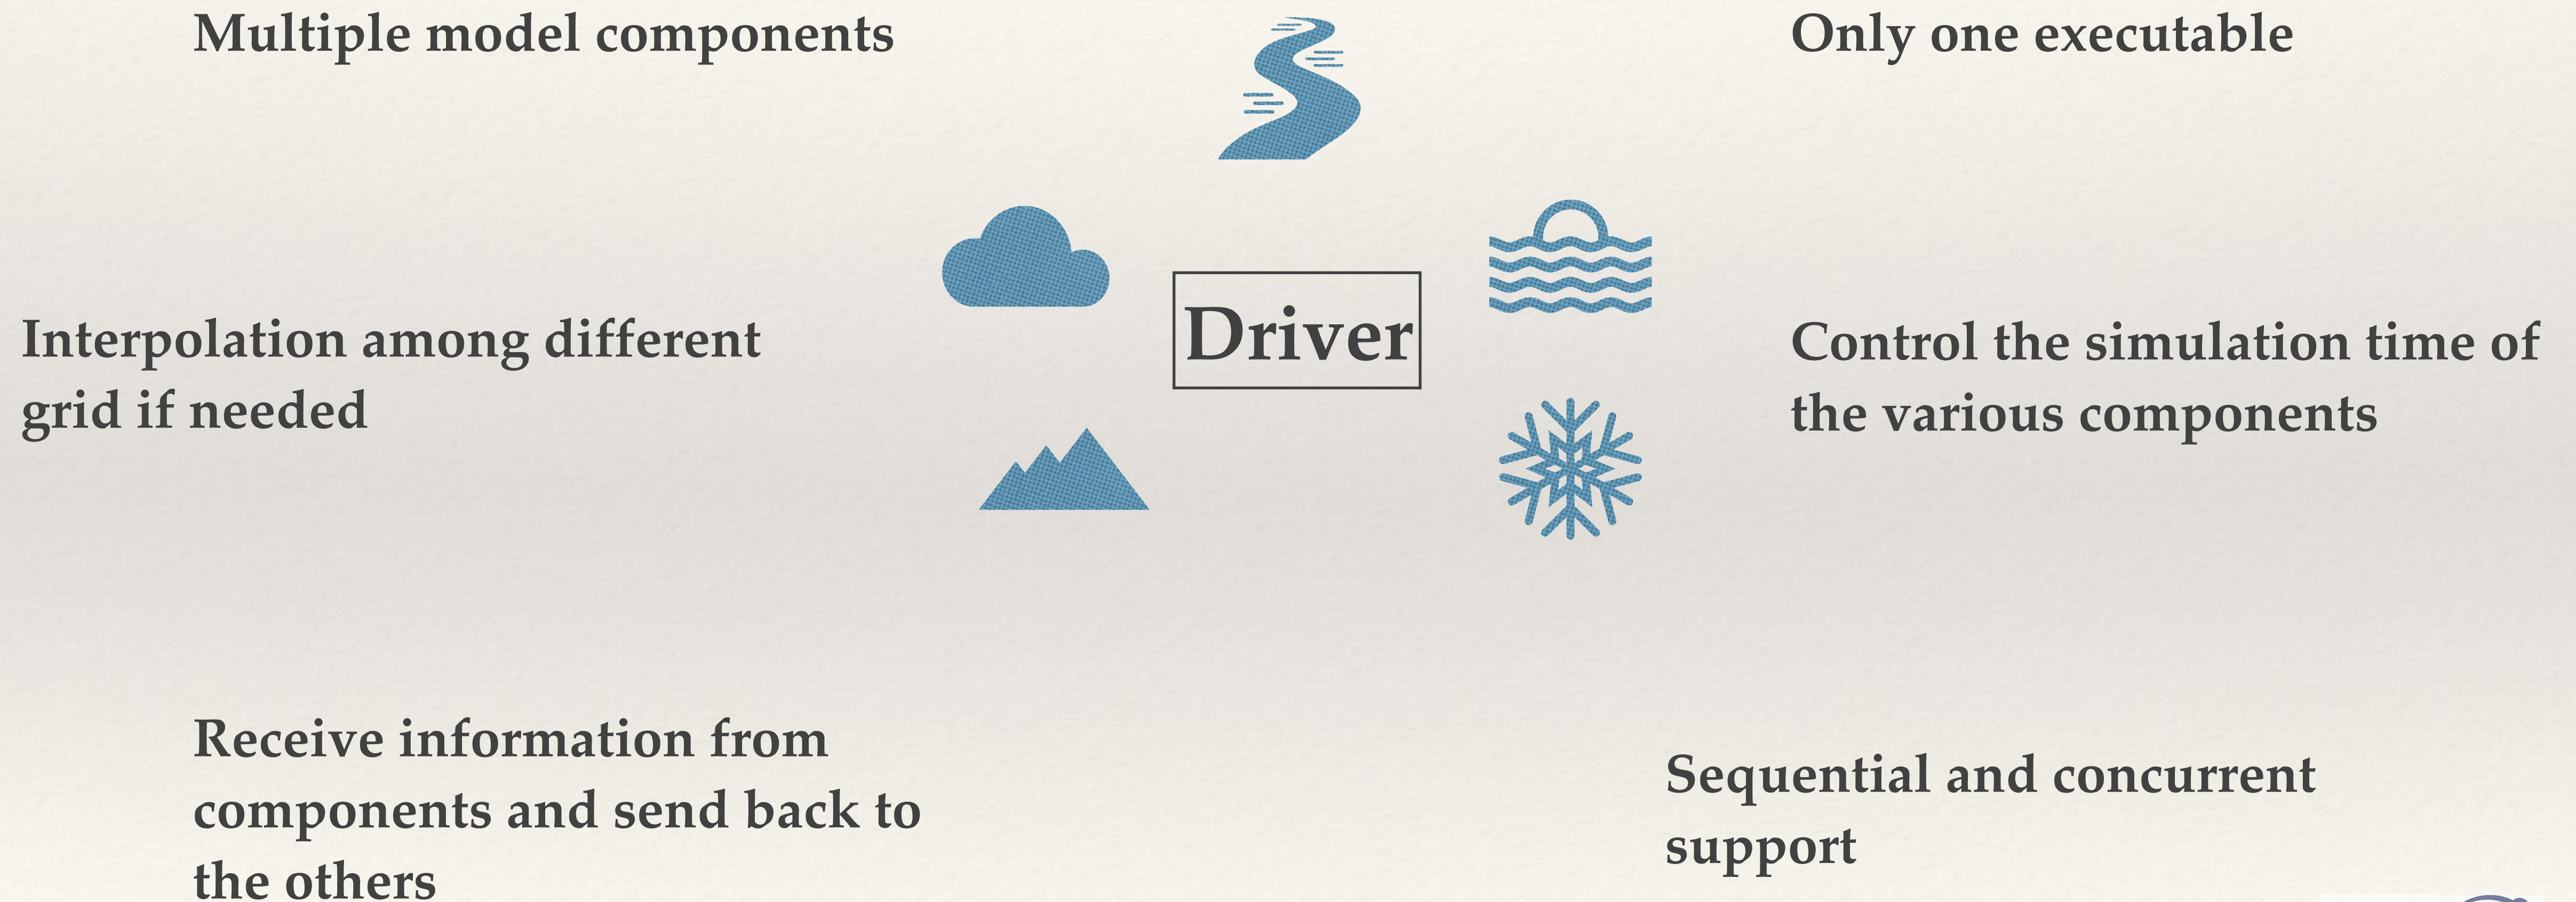 Multiple model components
Only one executable
Driver
Interpolation among different
grid if needed
Control the simulation time of
the various components
Receive information from
components and send back to
the others
Sequential and concurrent
support